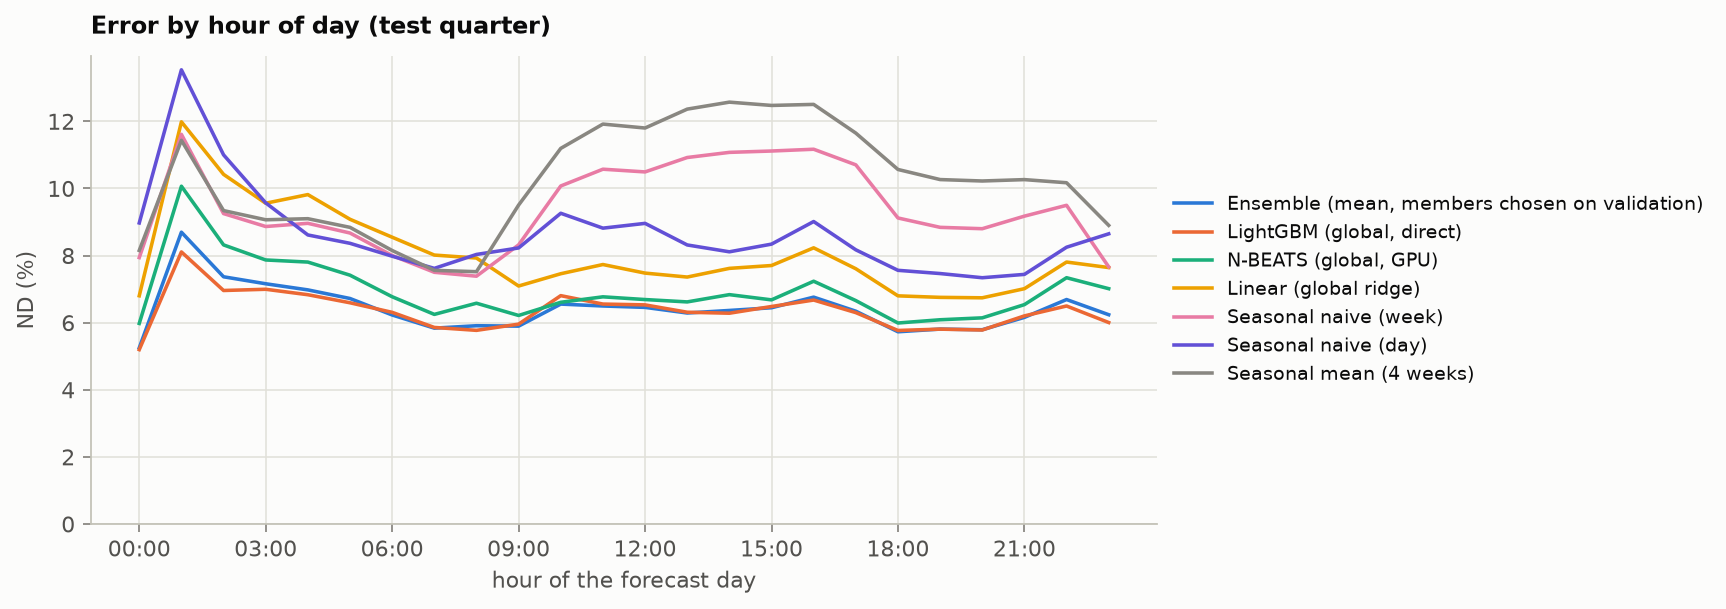 Error by hour of day (test quarter)
ND (%)
12
10
8
6
4
2
0
00:00 03:00 06:00 09:00 12:00 15:00 18:00 21:00
hour of the forecast day
Ensemble (mean, members chosen on validation)
LightGBM (global, direct)
N-BEATS (global, GPU)
Linear (global ridge)
Seasonal naive (week)
Seasonal naive (day)
Seasonal mean (4 weeks)